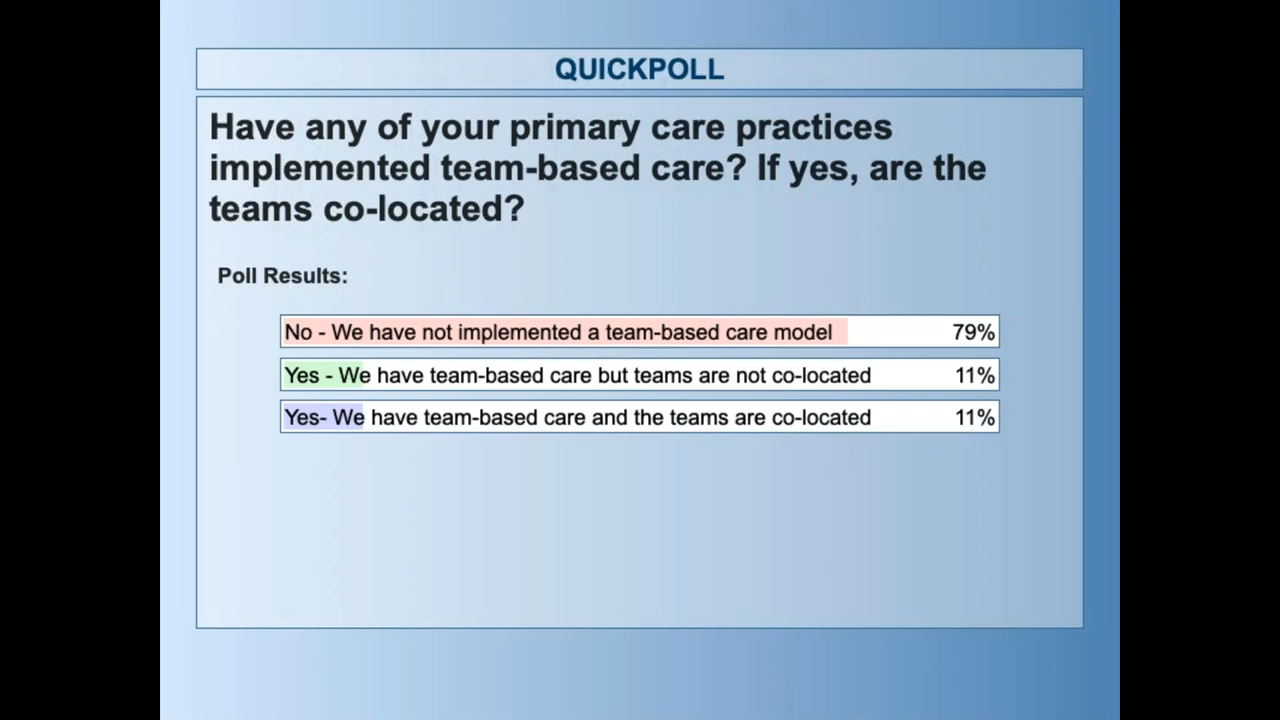 QUICKPOLL
Have any of your primary care practices
implemented team-based care? If yes, are the
teams co-located?
Poll Results:
No - We have not implemented a team-based care model 79%
Yes - We have team-based care but teams are not co-located 11%
Yes- We have team-based care and the teams are co-located 11%